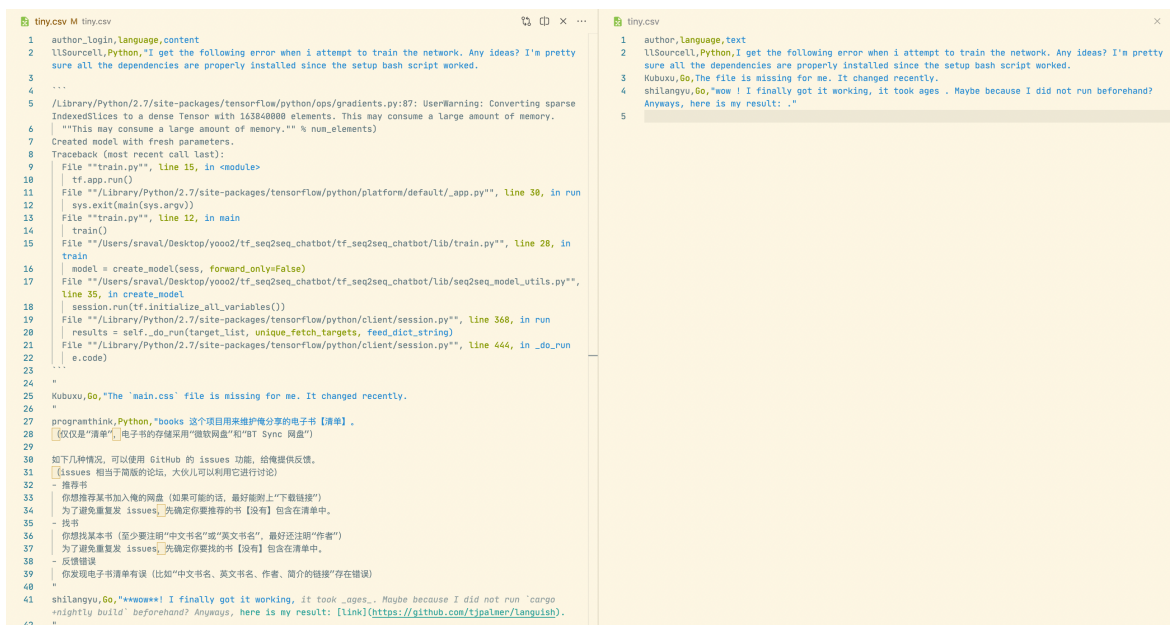 tiny.csv M tiny.csv
1 author_login,language,content
2 llSourcell,Python,"I get the following error when i attempt to train the network. Any ideas? I'm pretty
sure all the dependencies are properly installed since the setup bash script worked.
3
4 ```
5 /Library/Python/2.7/site-packages/tensorflow/python/ops/gradients.py:87: UserWarning: Converting sparse
IndexedSlices to a dense Tensor with 163840000 elements. This may consume a large amount of memory.
6 ""This may consume a large amount of memory."" % num_elements)
7 Created model with fresh parameters.
8 Traceback (most recent call last):
9 File ""train.py"", line 15, in <module>
10 tf.app.run()
11 File ""/Library/Python/2.7/site-packages/tensorflow/python/platform/default/_app.py"", line 30, in run
12 sys.exit(main(sys.argv))
13 File ""train.py"", line 12, in main
14 train()
15 File ""/Users/sraval/Desktop/yooo2/tf_seq2seq_chatbot/tf_seq2seq_chatbot/lib/train.py"", line 28, in
train
16 model = create_model(sess, forward_only=False)
17 File ""/Users/sraval/Desktop/yooo2/tf_seq2seq_chatbot/tf_seq2seq_chatbot/lib/seq2seq_model_utils.py"",
line 35, in create_model
18 session.run(tf.initialize_all_variables())
19 File ""/Library/Python/2.7/site-packages/tensorflow/python/client/session.py"", line 368, in run
20 results = self._do_run(target_list, unique_fetch_targets, feed_dict_string)
21 File ""/Library/Python/2.7/site-packages/tensorflow/python/client/session.py"", line 444, in _do_run
22 e.code)
23 ```
24 "
25 Kubuxu,Go,"The `main.css` file is missing for me. It changed recently.
26 "
27 programthink,Python,"books 这个项目用来维护俺分享的电子书【清单】。
28 （仅仅是“清单”，电子书的存储采用“微软网盘”和“BT Sync 网盘”）
29
30 如下几种情况，可以使用 GitHub 的 issues 功能，给俺提供反馈。
31 （issues 相当于简版的论坛，大伙儿可以利用它进行讨论）
32 - 推荐书
33 你想推荐某书加入俺的网盘（如果可能的话，最好能附上“下载链接”）
34 为了避免重复发 issues，先确定你要推荐的书【没有】包含在清单中。
35 - 找书
36 你想找某本书（至少要注明“中文书名”或“英文书名”，最好还注明“作者”）
37 为了避免重复发 issues，先确定你要找的书【没有】包含在清单中。
38 - 反馈错误
39 你发现电子书清单有误（比如“中文书名、英文书名、作者、简介的链接”存在错误）
40 "
41 shilangyu,Go,"**wow**! I finally got it working, it took _ages_. Maybe because I did not run `cargo
+nightly build` beforehand? Anyways, here is my result: [link](https://github.com/tjpalmer/languish).
42 "
tiny.csv
1 author,language,text
2 llSourcell,Python,I get the following error when i attempt to train the network. Any ideas? I'm pretty
sure all the dependencies are properly installed since the setup bash script worked.
3 Kubuxu,Go,The file is missing for me. It changed recently.
4 shilangyu,Go,"wow ! I finally got it working, it took ages . Maybe because I did not run beforehand?
Anyways, here is my result: ."
5